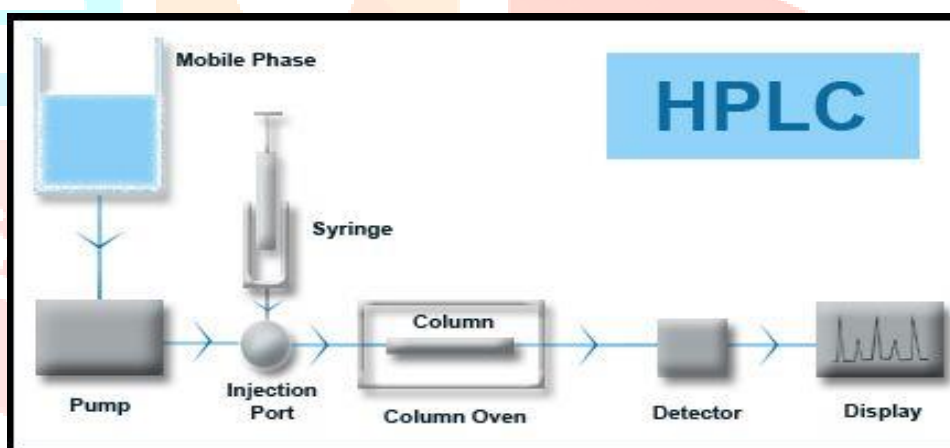 Mobile Phase
HPLC
Syringe
Column
Pump
Injection
Port
Column Oven
Detector
Display